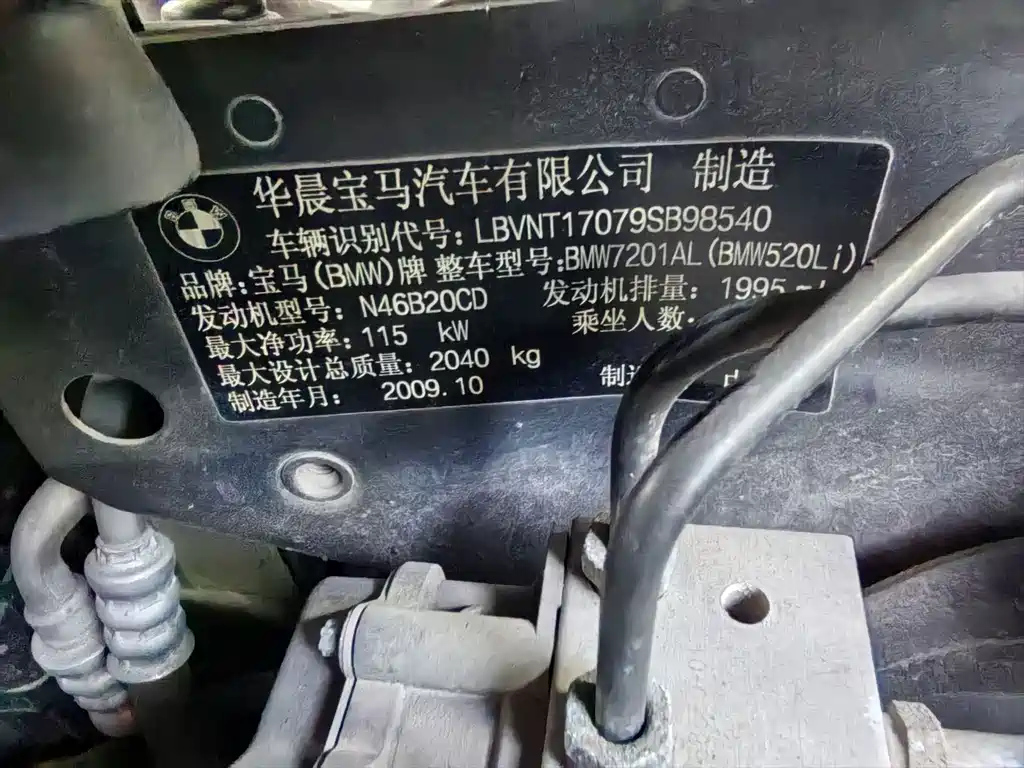 华晨宝马汽车有限公司 制造
车辆识别代号: LBVNT17079SB98540
品牌: 宝马(BMW)牌 整车型号: BMW7201AL(BMW520Li)
发动机型号: N46B20CD 发动机排量: 1995
最大净功率: 115 kW 乘坐人数:
最大设计总质量: 2040 kg
制造年月: 2009.10 制造